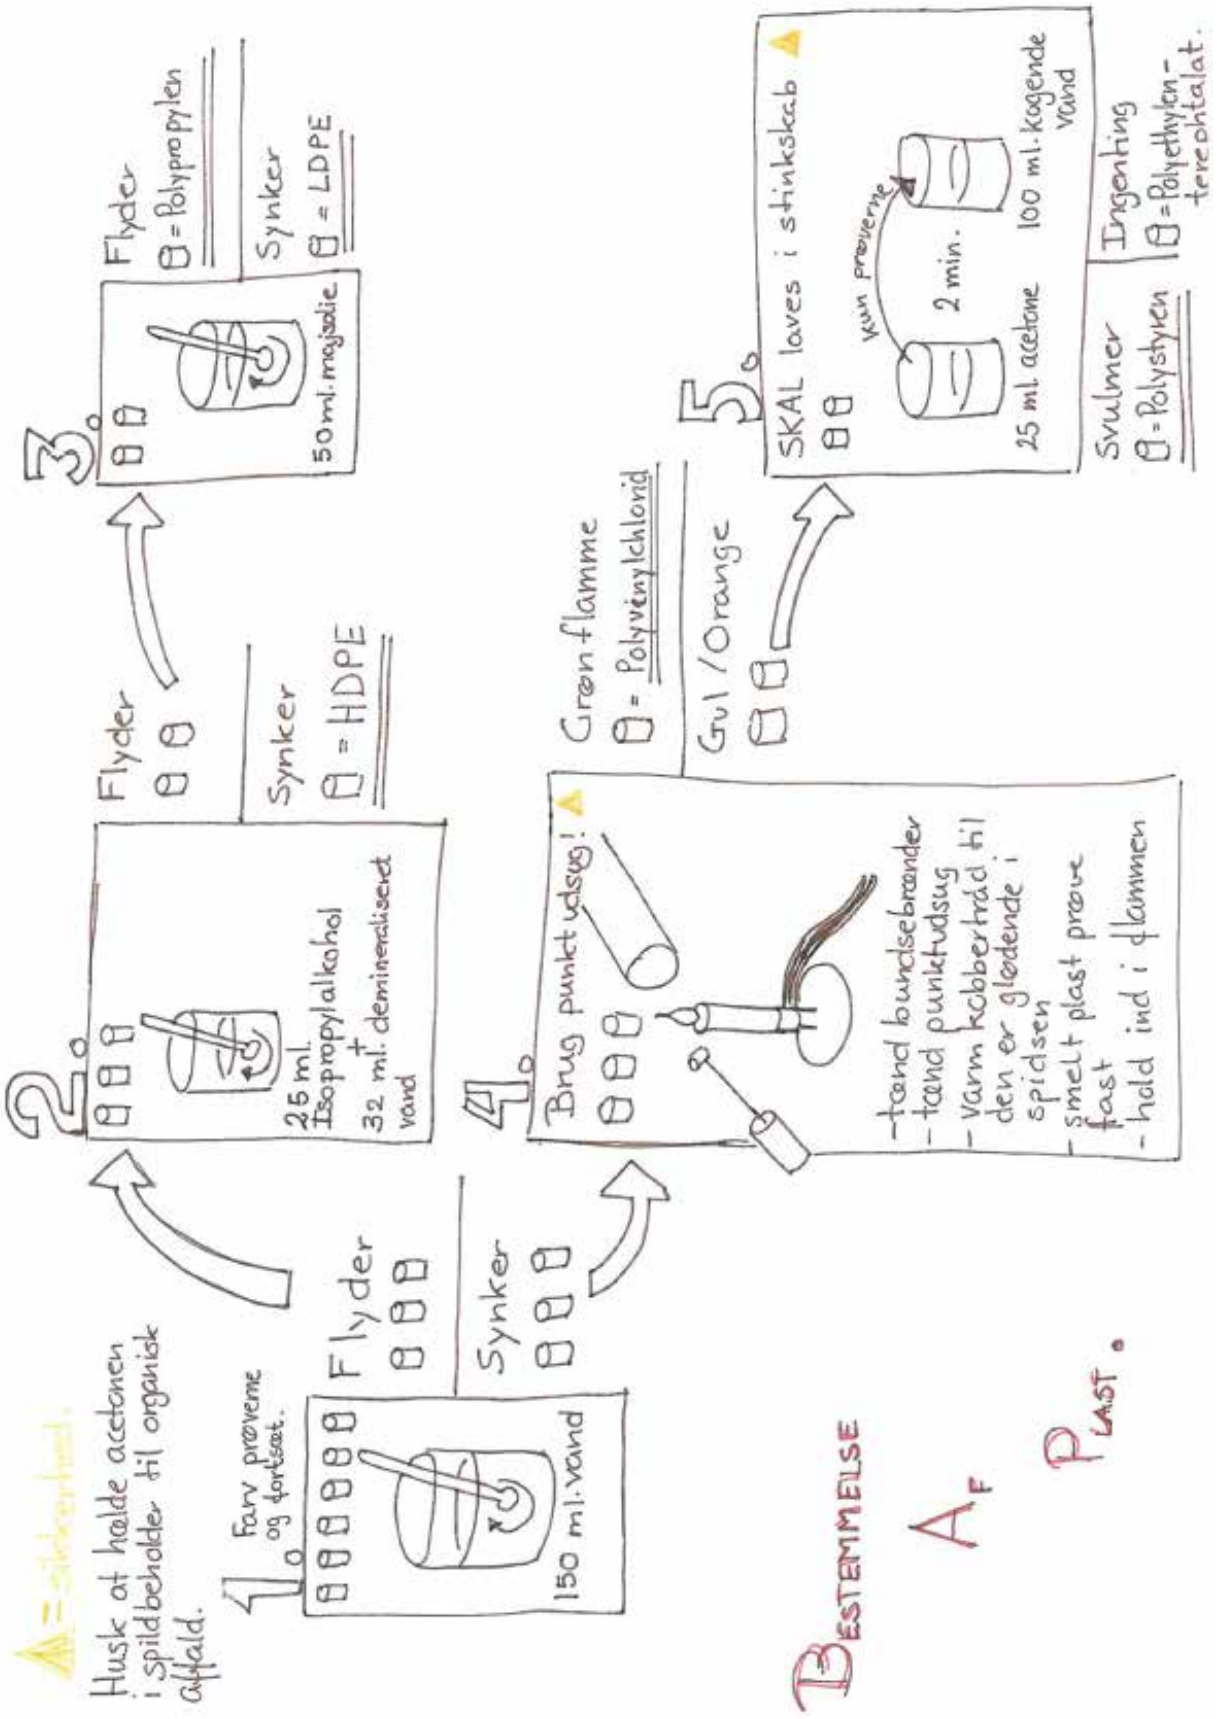 ⚠ = sikkerhed.
Husk at hælde acetonen
i spildbeholder til organisk
affald.
1.
Farv prøverne
og fortsæt.
150 ml. vand
Flyder
Synker
2.
25 ml.
Isopropylalkohol
+
32 ml. demineraliseret
vand
Flyder
Synker
= HDPE
3.
50 ml. majsolie
Flyder
= Polypropylen
Synker
= LDPE
4.
Brug punktudsug! ⚠
- tænd bundsebrænder
- tænd punktudsug
- varm kobbertråd til
den er glødende i
spidsen
- smelt plast prøve
fast
- hold ind i flammen
Grøn flamme
= Polyvinylchlorid
Gul/Orange
5.
SKAL laves i stinkskab ⚠
kun prøverne
2 min.
25 ml. acetone
100 ml. kogende
vand
Svulmer
= Polystyren
Ingenting
= Polyethylen-
tereohtalat.
BESTEMMELSE
AF
PLAST.